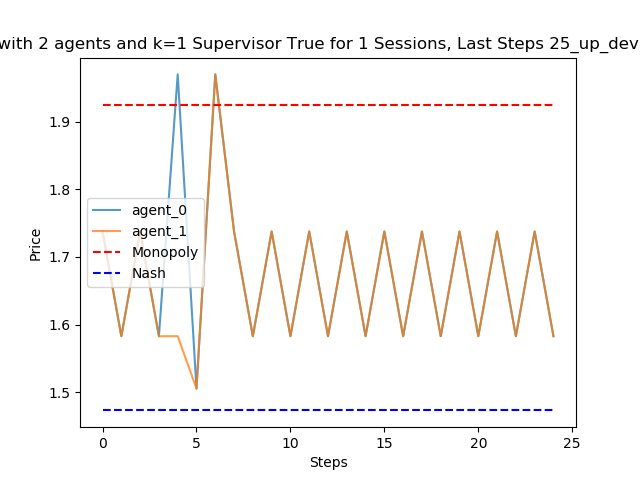 with 2 agents and k=1 Supervisor True for 1 Sessions, Last Steps 25_up_dev
1.9
1.8
1.7
1.6
1.5
Price
agent_0
agent_1
Monopoly
Nash
0 5 10 15 20 25
Steps